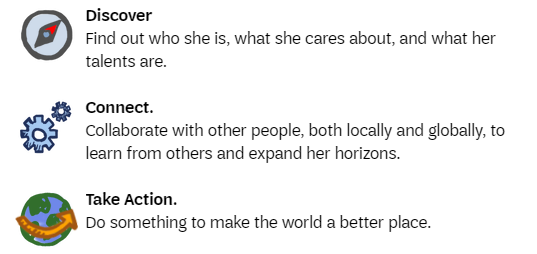 Discover
Find out who she is, what she cares about, and what her
talents are.
Connect.
Collaborate with other people, both locally and globally, to
learn from others and expand her horizons.
Take Action.
Do something to make the world a better place.